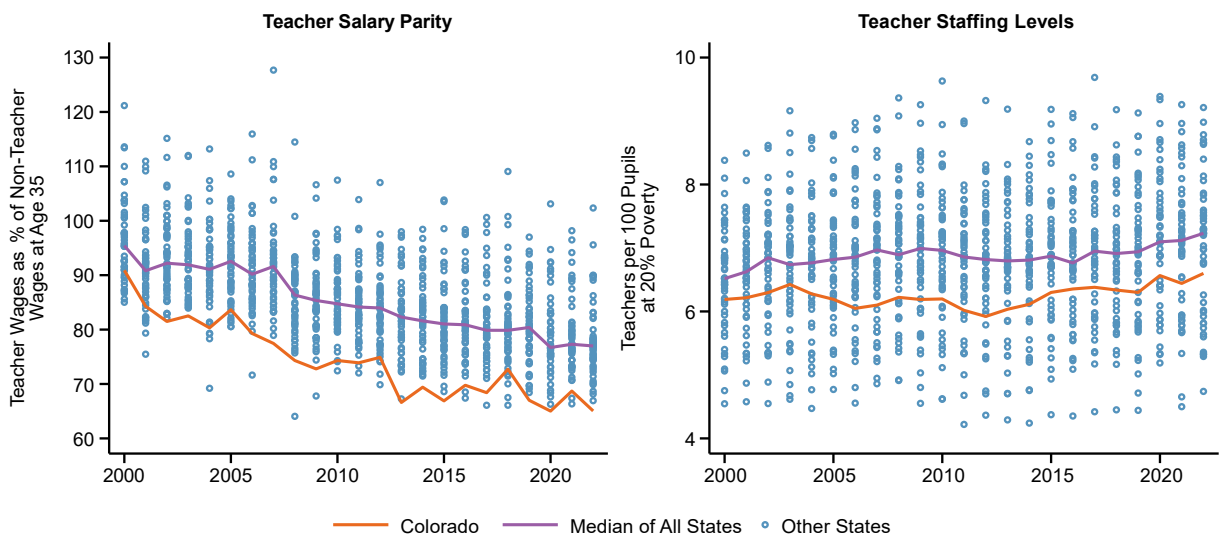 Teacher Salary Parity
Teacher Wages as % of Non-Teacher
Wages at Age 35
130
120
110
100
90
80
70
60
2000
2005
2010
2015
2020
Teacher Staffing Levels
Teachers per 100 Pupils
at 20% Poverty
10
8
6
4
2000
2005
2010
2015
2020
Colorado
Median of All States
Other States